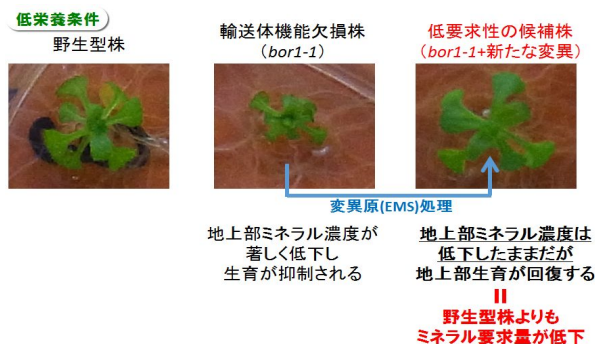 低栄養条件
野生型株
輸送体機能欠損株
（bor1-1）
低要求性の候補株
（bor1-1+新たな変異）
変異原(EMS)処理
地上部ミネラル濃度が
著しく低下し
生育が抑制される
地上部ミネラル濃度は
低下したままだが
地上部生育が回復する
=
野生型株よりも
ミネラル要求量が低下